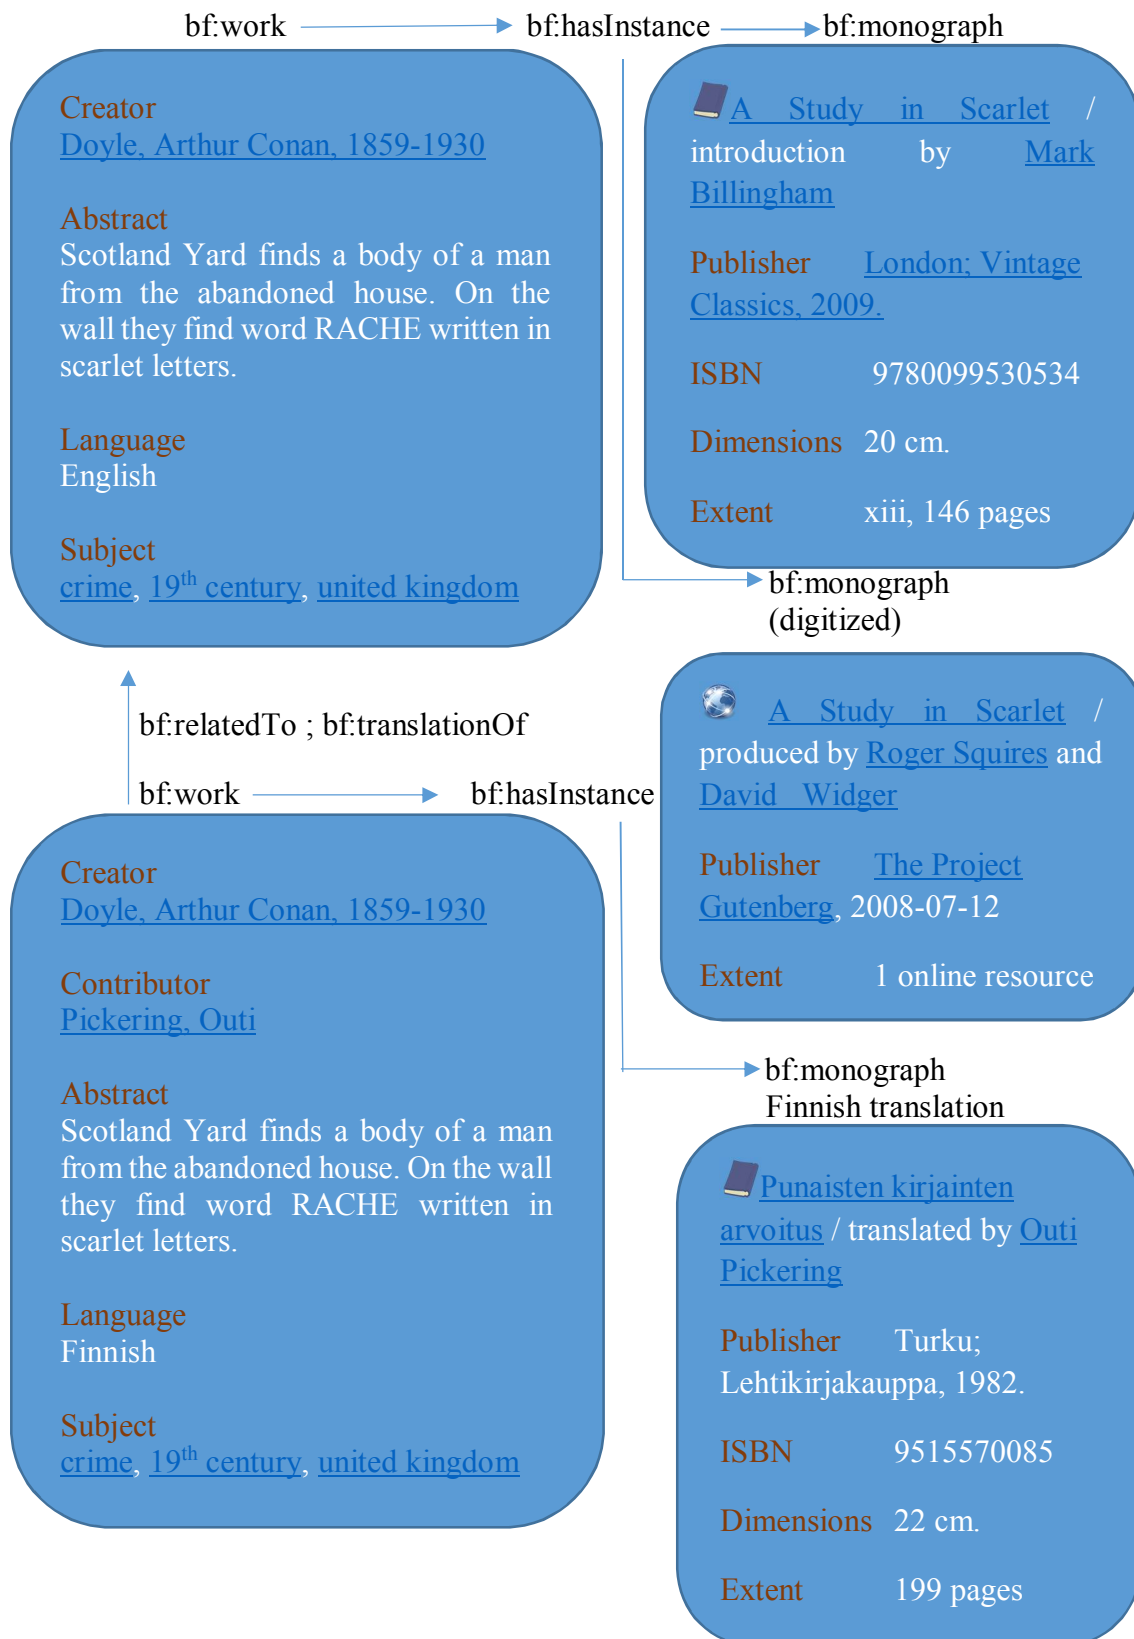 bf:work bf:hasInstance bf:monograph
Creator
Doyle, Arthur Conan, 1859-1930
Abstract
Scotland Yard finds a body of a man
from the abandoned house. On the
wall they find word RACHE written in
scarlet letters.
Language
English
Subject
crime, 19th century, united kingdom
A Study in Scarlet /
introduction by Mark
Billingham
Publisher London; Vintage
Classics, 2009.
ISBN 9780099530534
Dimensions 20 cm.
Extent xiii, 146 pages
bf:monograph
(digitized)
A Study in Scarlet /
produced by Roger Squires and
David Widger
Publisher The Project
Gutenberg, 2008-07-12
Extent 1 online resource
bf:relatedTo ; bf:translationOf
bf:work bf:hasInstance
Creator
Doyle, Arthur Conan, 1859-1930
Contributor
Pickering, Outi
Abstract
Scotland Yard finds a body of a man
from the abandoned house. On the wall
they find word RACHE written in
scarlet letters.
Language
Finnish
Subject
crime, 19th century, united kingdom
bf:monograph
Finnish translation
Punaisten kirjainten
arvoitus / translated by Outi
Pickering
Publisher Turku;
Lehtikirjakauppa, 1982.
ISBN 9515570085
Dimensions 22 cm.
Extent 199 pages